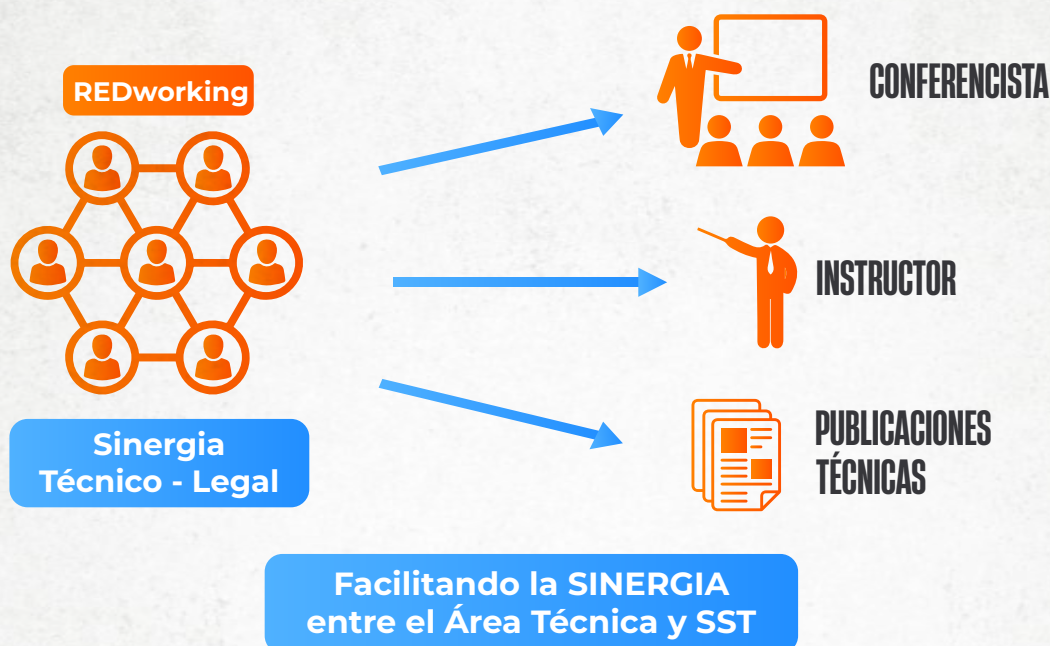 REDworking
Sinergia
Técnico - Legal
CONFERENCISTA
INSTRUCTOR
PUBLICACIONES
TÉCNICAS
Facilitando la SINERGIA
entre el Área Técnica y SST